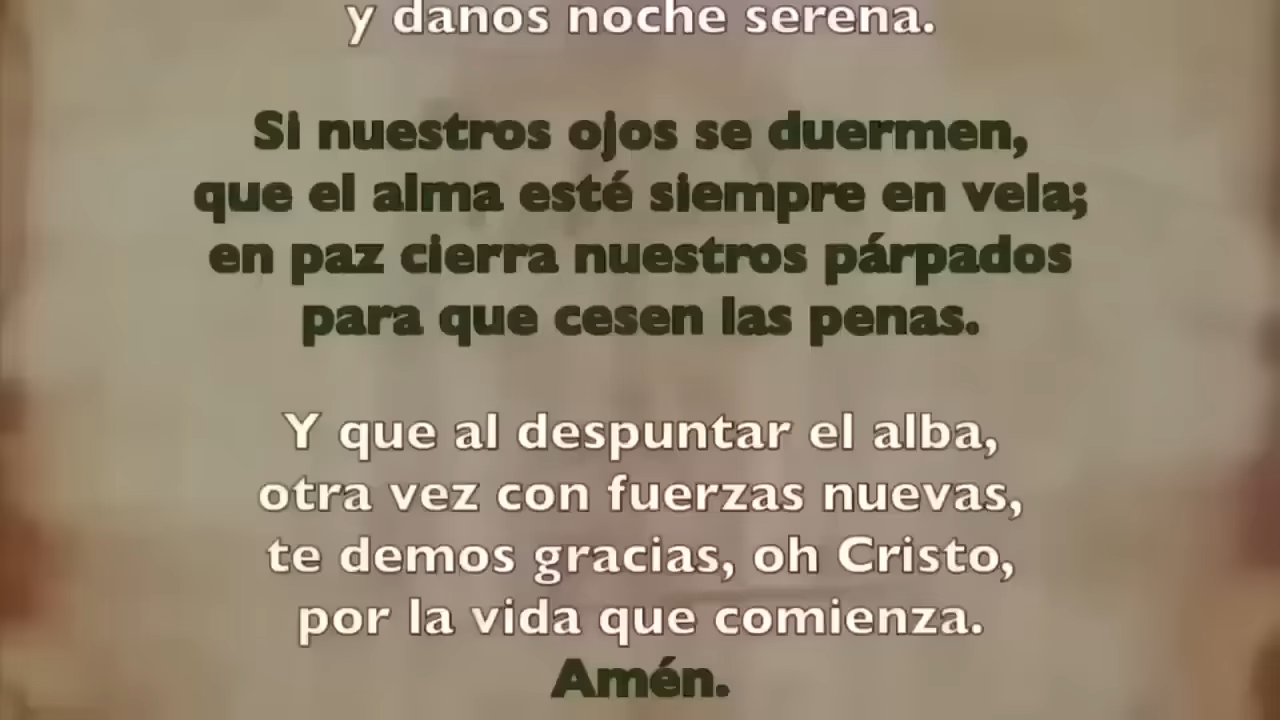 y danos noche serena.
Si nuestros ojos se duermen,
que el alma esté siempre en vela;
en paz cierra nuestros párpados
para que cesen las penas.
Y que al despuntar el alba,
otra vez con fuerzas nuevas,
te demos gracias, oh Cristo,
por la vida que comienza.
Amén.